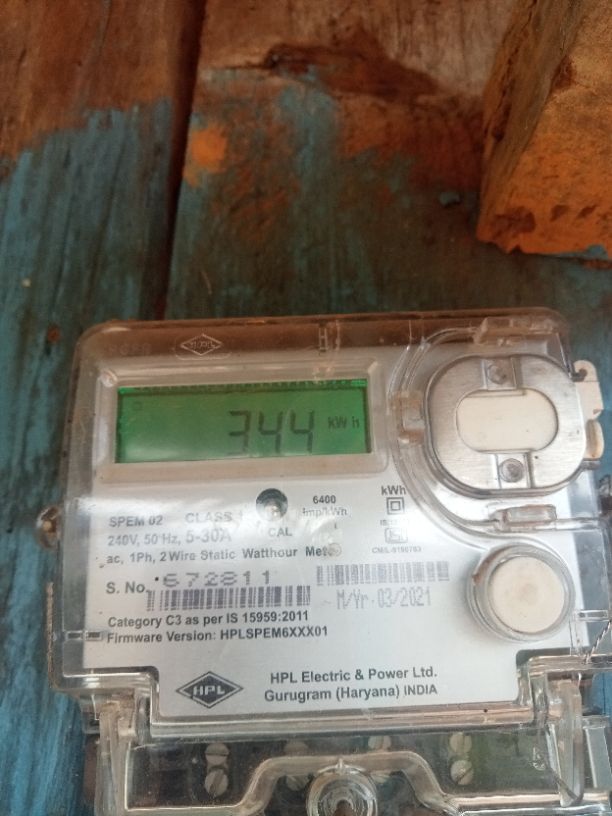 344 kWh
6400
imp/kWh
kWh
SPEM 02 CLASS 1
240V, 50 Hz, 5-30A CAL
ac, 1Ph, 2 Wire Static Watthour Meter
S. No. 672811
M/Yr. 03/2021
Category C3 as per IS 15959:2011
Firmware Version: HPLSPEM6XXX01
HPL
HPL Electric & Power Ltd.
Gurugram (Haryana) INDIA